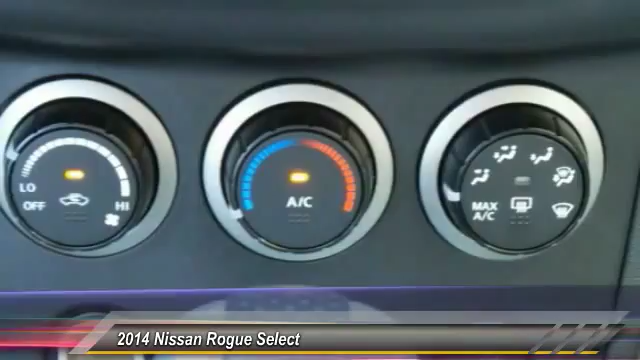 LO
OFF
HI
A/C
MAX
A/C
2014 Nissan Rogue Select